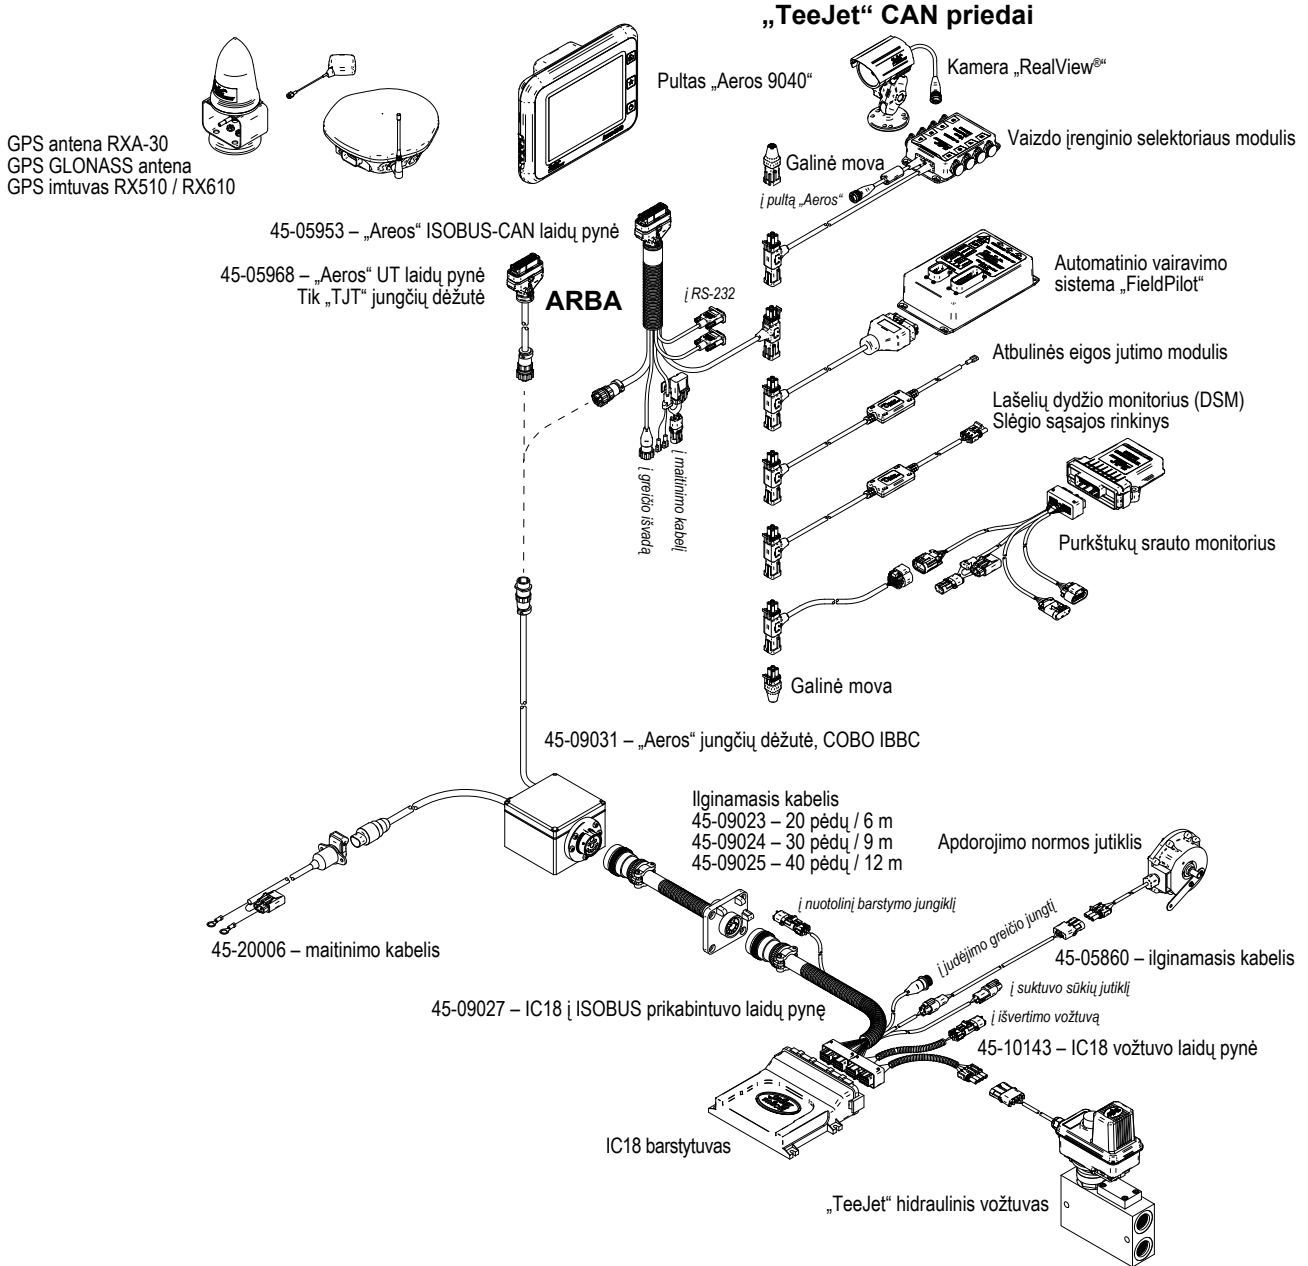 „TeeJet“ CAN priedai
Pultas „Aeros 9040“
Kamera „RealView®“
GPS antena RXA-30
GPS GLONASS antena
GPS imtuvas RX510 / RX610
Galinė mova
Vaizdo įrenginio selektoriaus modulis
į pultą „Aeros“
45-05953 – „Areos“ ISOBUS-CAN laidų pynė
45-05968 – „Aeros“ UT laidų pynė
Tik „TJT“ jungčių dėžutė
ARBA
į RS-232
Automatinio vairavimo
sistema „FieldPilot“
Atbulinės eigos jutimo modulis
Lašelių dydžio monitorius (DSM)
Slėgio sąsajos rinkinys
į greičio išvadą
į maitinimo kabelį
Purkštukų srauto monitorius
Galinė mova
45-09031 – „Aeros“ jungčių dėžutė, COBO IBBC
Ilginamasis kabelis
45-09023 – 20 pėdų / 6 m
45-09024 – 30 pėdų / 9 m
45-09025 – 40 pėdų / 12 m
Apdorojimo normos jutiklis
į nuotolinį barstymo jungiklį
į judėjimo greičio jungtį
45-20006 – maitinimo kabelis
45-05860 – ilginamasis kabelis
į suktuvo sūkių jutiklį
45-09027 – IC18 į ISOBUS prikabintuvo laidų pynę
į išvertimo vožtuvą
45-10143 – IC18 vožtuvo laidų pynė
IC18 barstytuvas
„TeeJet“ hidraulinis vožtuvas